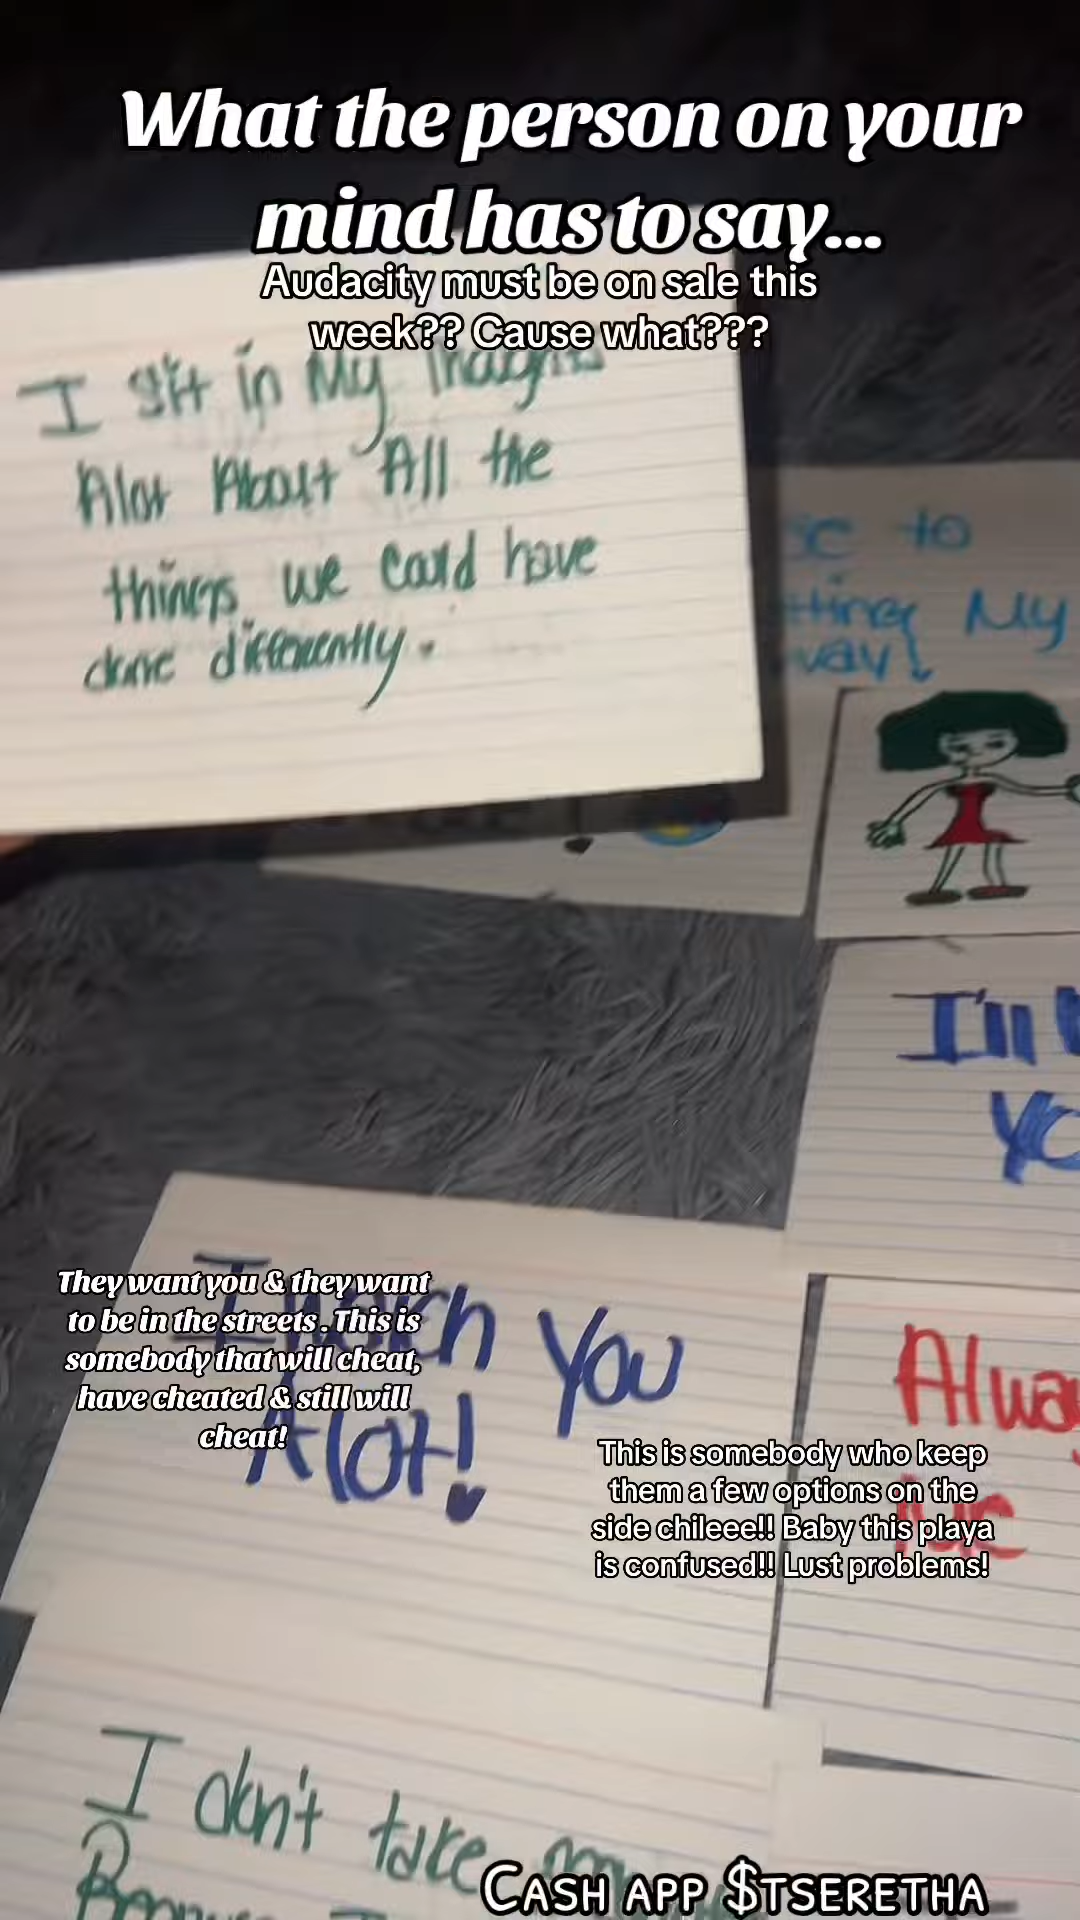 What the person on your
mind has to say...
Audacity must be on sale this
week?? Cause what???
I sit in My thoughts
Alot About All the
things we could have
done differently.
to
My
way!
I'll
They want you & they want
to be in the streets . This is
somebody that will cheat,
have cheated & still will
cheat!
I watch You
Alot!
This is somebody who keep
them a few options on the
side chileee!! Baby this playa
is confused!! Lust problems!
I don't take
Cash app $tseretha